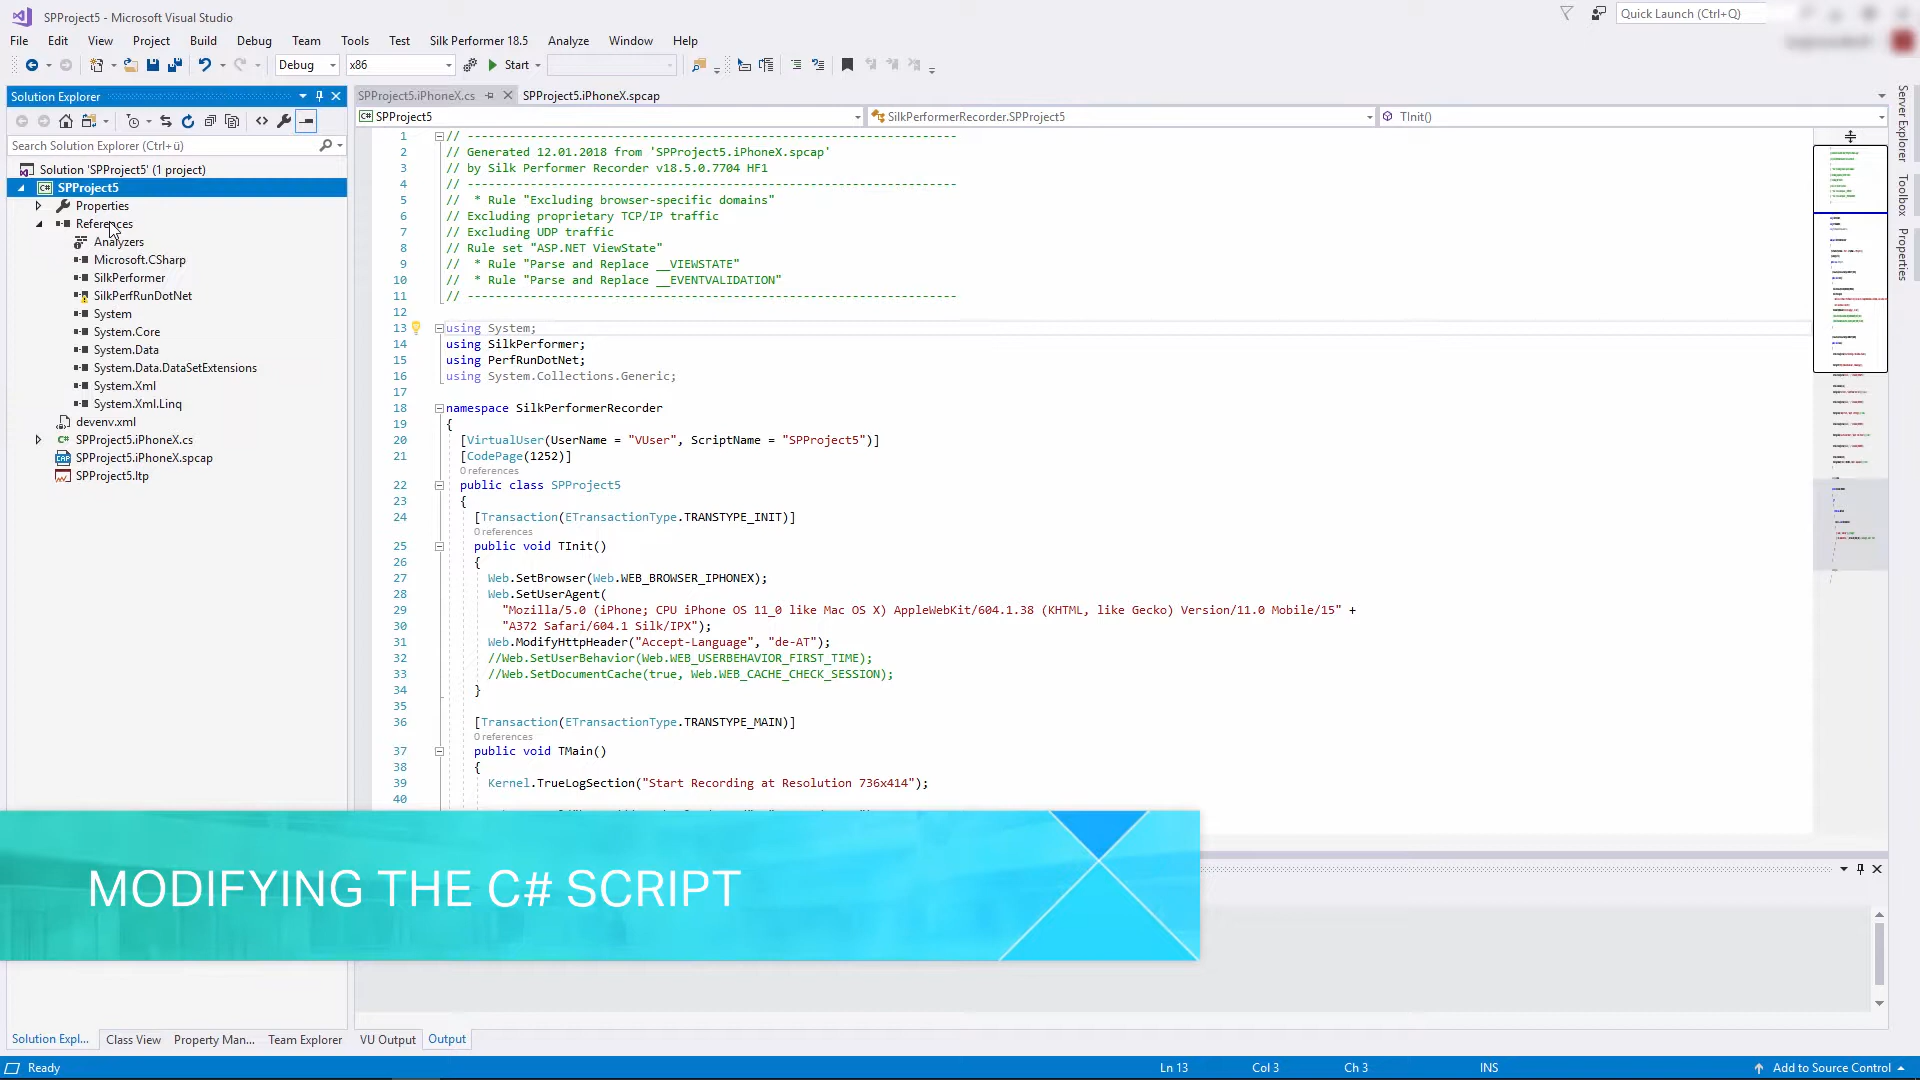 SPProject5 - Microsoft Visual Studio
Quick Launch (Ctrl+Q)
File Edit View Project Build Debug Team Tools Test Silk Performer 18.5 Analyze Window Help
Debug x86 Start
Solution Explorer
Search Solution Explorer (Ctrl+ü)
Solution 'SPProject5' (1 project)
SPProject5
Properties
References
Analyzers
Microsoft.CSharp
SilkPerformer
SilkPerfRunDotNet
System
System.Core
System.Data
System.Data.DataSetExtensions
System.Xml
System.Xml.Linq
devenv.xml
SPProject5.iPhoneX.cs
SPProject5.iPhoneX.spcap
SPProject5.ltp
SPProject5.iPhoneX.cs SPProject5.iPhoneX.spcap
SPProject5 SilkPerformerRecorder.SPProject5 TInit()
1 // ----------------------------------------------------------------------
2 // Generated 12.01.2018 from 'SPProject5.iPhoneX.spcap'
3 // by Silk Performer Recorder v18.5.0.7704 HF1
4 // ----------------------------------------------------------------------
5 //  * Rule "Excluding browser-specific domains"
6 // Excluding proprietary TCP/IP traffic
7 // Excluding UDP traffic
8 // Rule set "ASP.NET ViewState"
9 //  * Rule "Parse and Replace __VIEWSTATE"
10 //  * Rule "Parse and Replace __EVENTVALIDATION"
11 // ----------------------------------------------------------------------
12
13 using System;
14 using SilkPerformer;
15 using PerfRunDotNet;
16 using System.Collections.Generic;
17
18 namespace SilkPerformerRecorder
19 {
20 [VirtualUser(UserName = "VUser", ScriptName = "SPProject5")]
21 [CodePage(1252)]
0 references
22 public class SPProject5
23 {
24 [Transaction(ETransactionType.TRANSTYPE_INIT)]
0 references
25 public void TInit()
26 {
27 Web.SetBrowser(Web.WEB_BROWSER_IPHONEX);
28 Web.SetUserAgent(
29 "Mozilla/5.0 (iPhone; CPU iPhone OS 11_0 like Mac OS X) AppleWebKit/604.1.38 (KHTML, like Gecko) Version/11.0 Mobile/15" +
30 "A372 Safari/604.1 Silk/IPX");
31 Web.ModifyHttpHeader("Accept-Language", "de-AT");
32 //Web.SetUserBehavior(Web.WEB_USERBEHAVIOR_FIRST_TIME);
33 //Web.SetDocumentCache(true, Web.WEB_CACHE_CHECK_SESSION);
34 }
35
36 [Transaction(ETransactionType.TRANSTYPE_MAIN)]
0 references
37 public void TMain()
38 {
39 Kernel.TrueLogSection("Start Recording at Resolution 736x414");
40
MODIFYING THE C# SCRIPT
Server Explorer
Toolbox
Properties
Solution Expl... Class View Property Man... Team Explorer VU Output Output
Ready Ln 13 Col 3 Ch 3 INS Add to Source Control